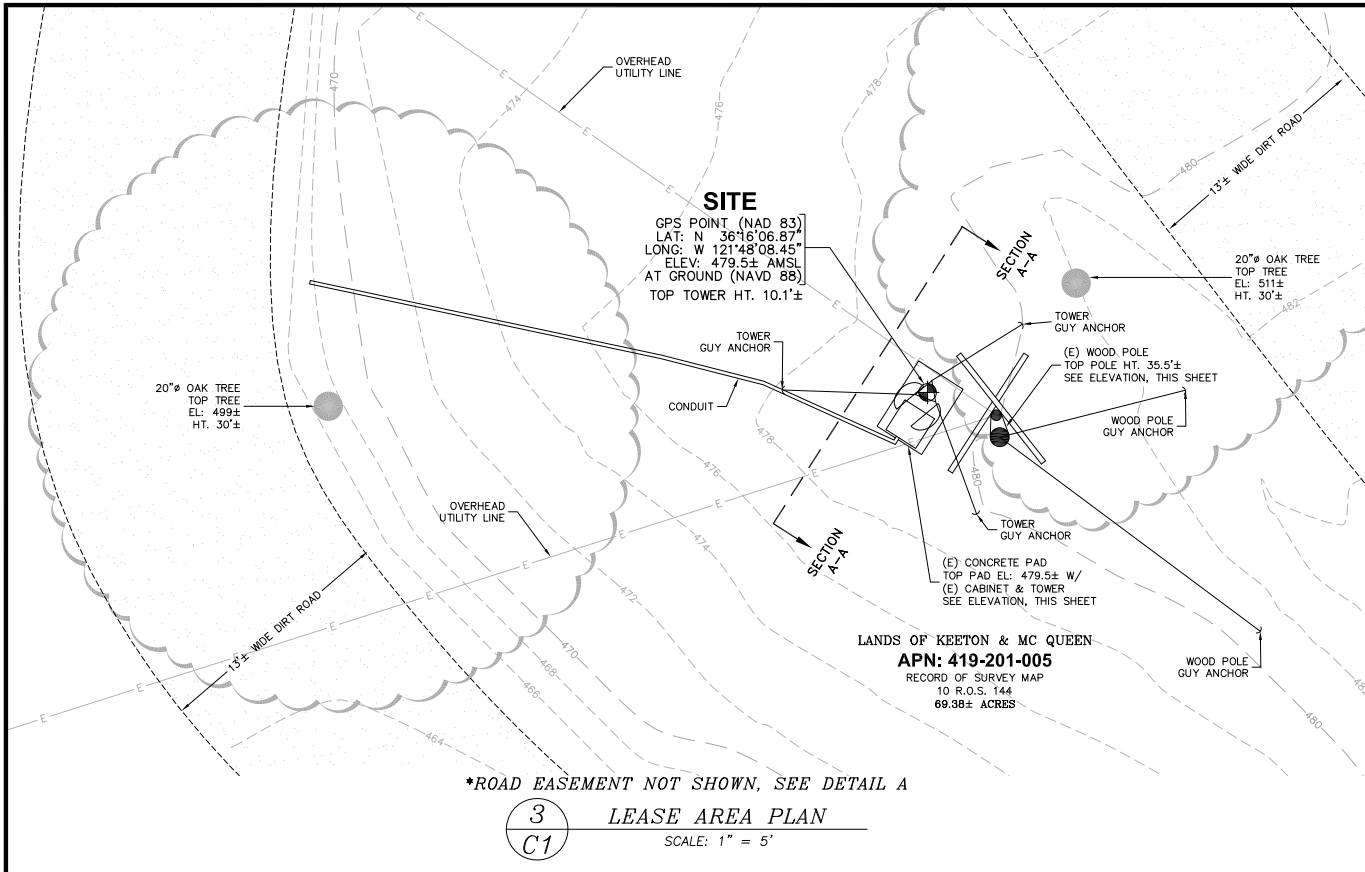 470
OVERHEAD
UTILITY LINE
E
474
476
478
480
13'± WIDE DIRT ROAD
E
SITE
GPS POINT (NAD 83)
LAT: N 36°16'06.87"
LONG: W 121°48'08.45"
ELEV: 479.5± AMSL
AT GROUND (NAVD 88)
TOP TOWER HT. 10.1'±
SECTION
A-A
20"ø OAK TREE
TOP TREE
EL: 511±
HT. 30'±
482
TOWER
GUY ANCHOR
TOWER
GUY ANCHOR
(E) WOOD POLE
TOP POLE HT. 35.5'±
SEE ELEVATION, THIS SHEET
20"ø OAK TREE
TOP TREE
EL: 499±
HT. 30'±
CONDUIT
WOOD POLE
GUY ANCHOR
478
476
E
E
480
OVERHEAD
UTILITY LINE
E
E
TOWER
GUY ANCHOR
SECTION
A-A
474
472
(E) CONCRETE PAD
TOP PAD EL: 479.5± W/
(E) CABINET & TOWER
SEE ELEVATION, THIS SHEET
E
E
13'± WIDE DIRT ROAD
470
468
466
464
E
E
LANDS OF KEETON & MC QUEEN
APN: 419-201-005
RECORD OF SURVEY MAP
10 R.O.S. 144
69.38± ACRES
WOOD POLE
GUY ANCHOR
480
*ROAD EASEMENT NOT SHOWN, SEE DETAIL A
3
C1
LEASE AREA PLAN
SCALE: 1" = 5'